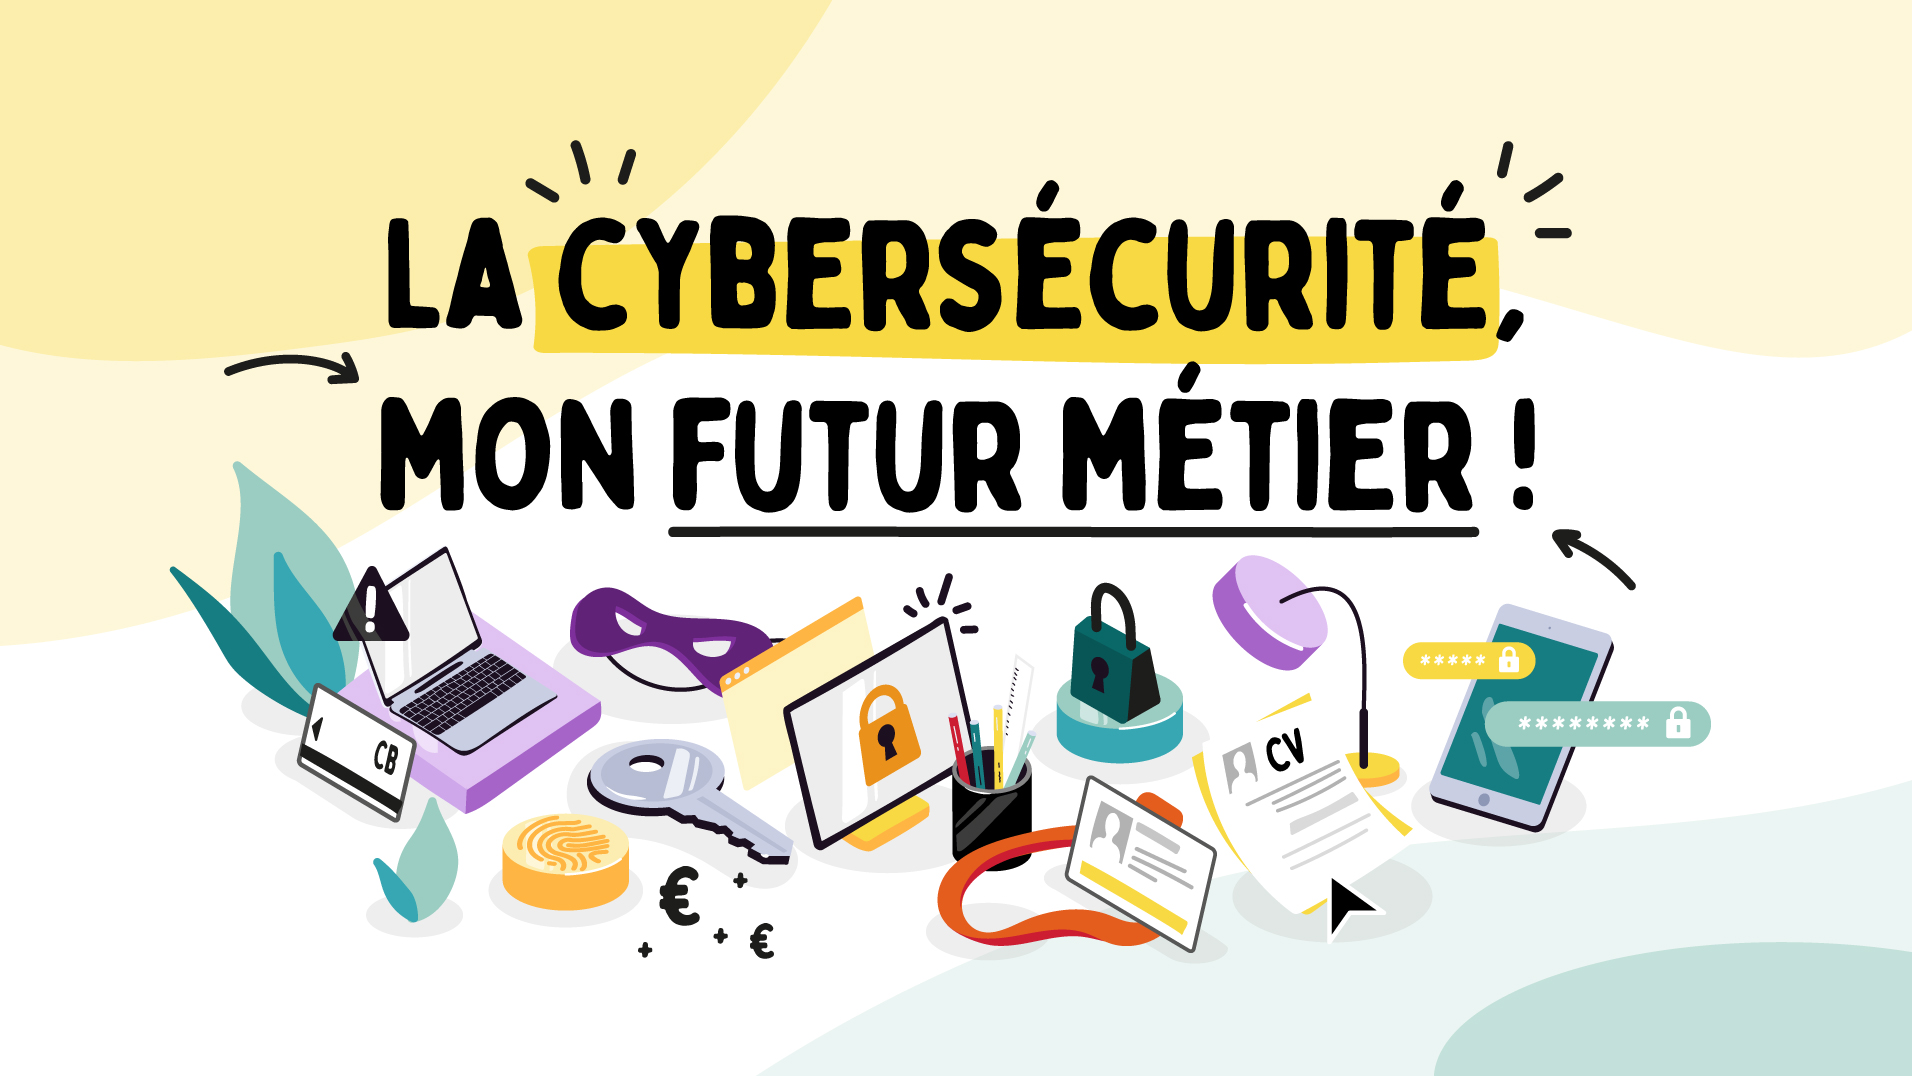 LA CYBERSÉCURITÉ,
MON FUTUR MÉTIER !
CB
CV
*****
********
€
€